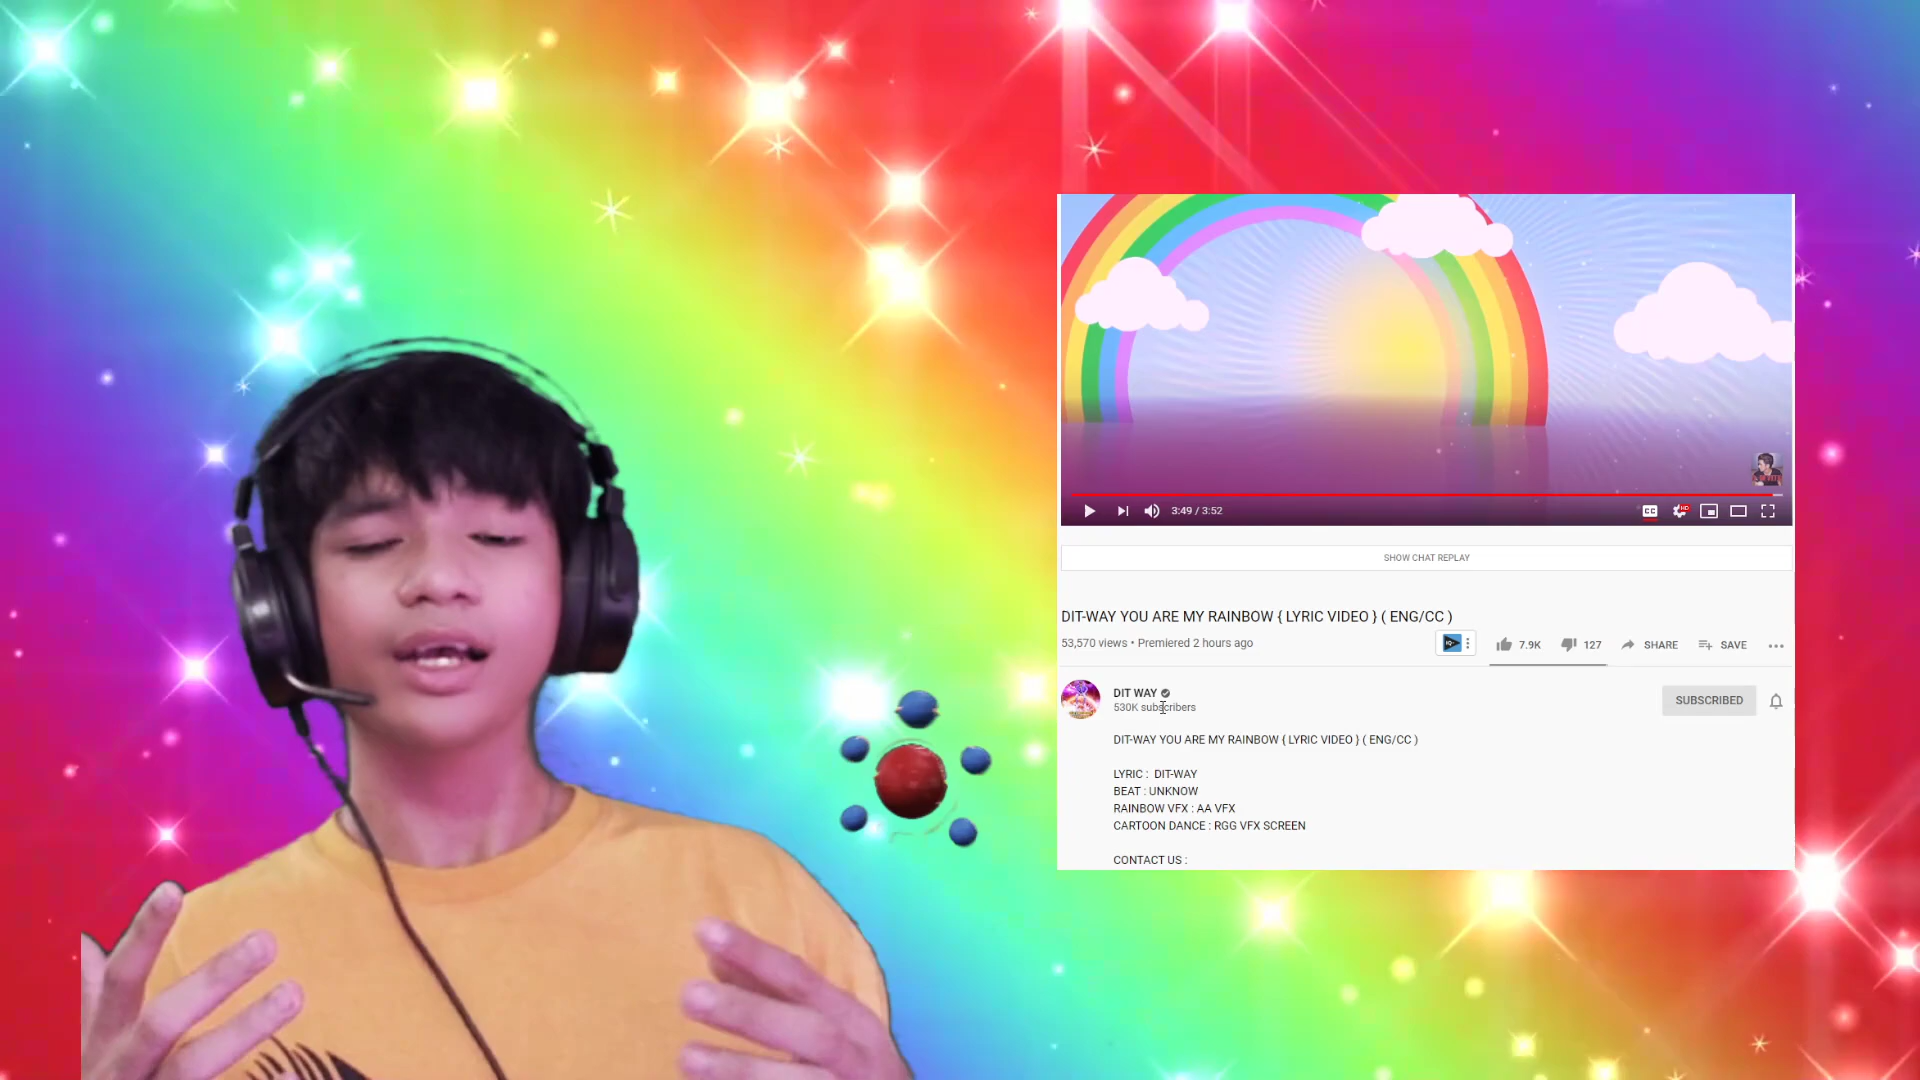 3:49 / 3:52
CC
HD
SHOW CHAT REPLAY
DIT-WAY YOU ARE MY RAINBOW { LYRIC VIDEO } ( ENG/CC )
53,570 views • Premiered 2 hours ago
7.9K 127 SHARE SAVE
DIT WAY
530K subscribers
SUBSCRIBED
DIT-WAY YOU ARE MY RAINBOW { LYRIC VIDEO } ( ENG/CC )
LYRIC : DIT-WAY
BEAT : UNKNOW
RAINBOW VFX : AA VFX
CARTOON DANCE : RGG VFX SCREEN
CONTACT US :